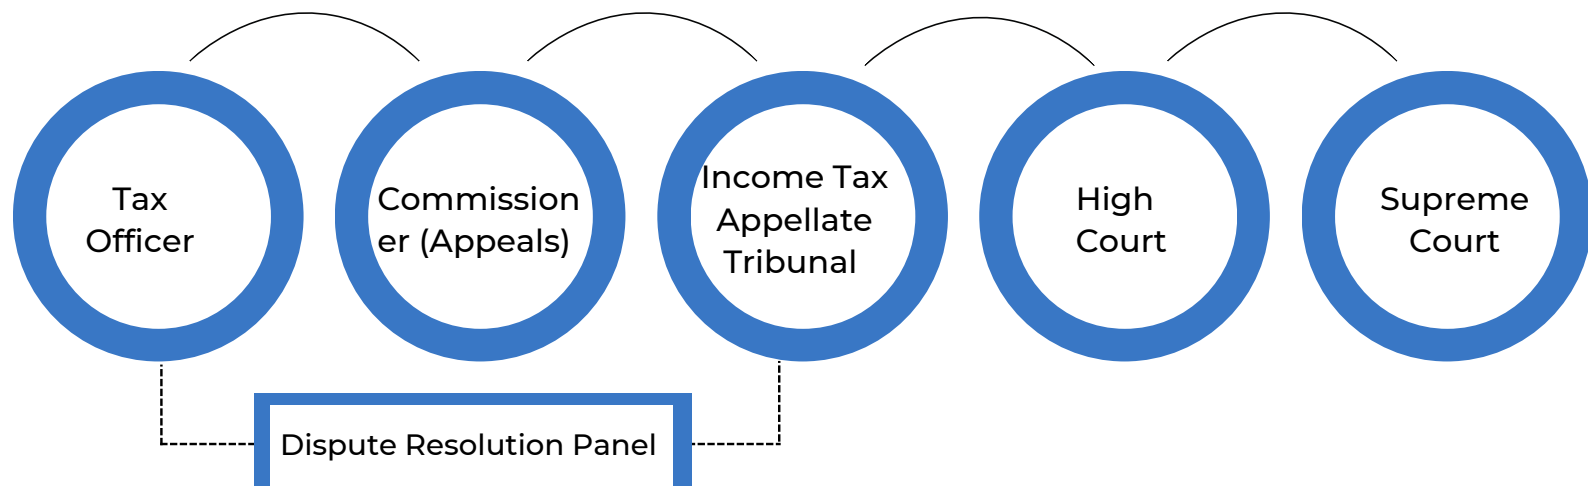 Tax
Officer
Commission
er (Appeals)
Income Tax
Appellate
Tribunal
High
Court
Supreme
Court
Dispute Resolution Panel